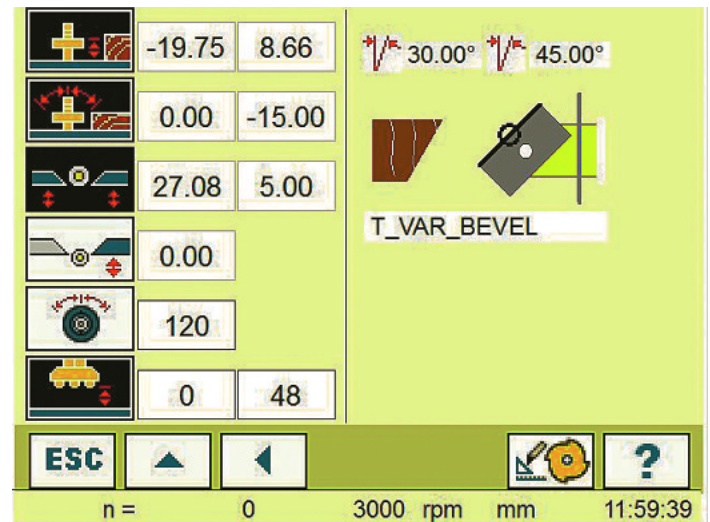 -19.75 8.66
30.00° 45.00°
0.00 -15.00
27.08 5.00
T_VAR_BEVEL
0.00
120
0 48
ESC ?
n = 0 3000 rpm mm 11:59:39